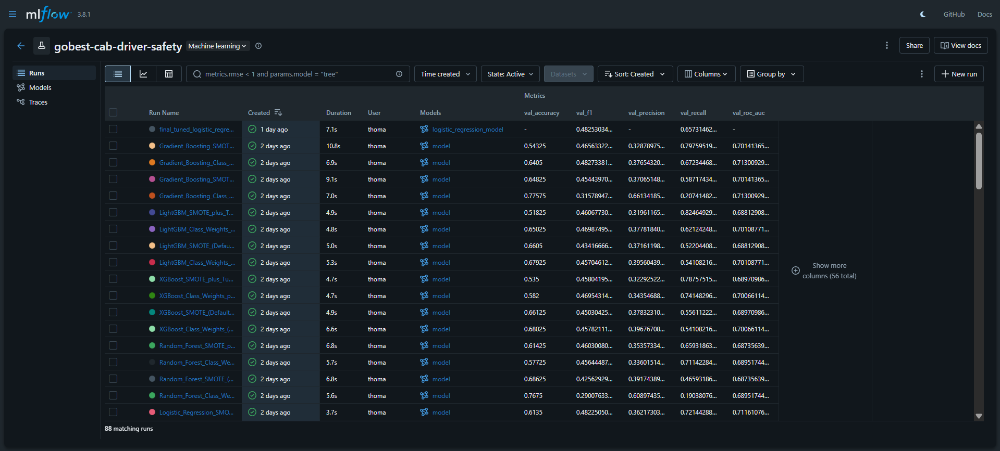 mlflow 3.8.1 GitHub Docs
gobest-cab-driver-safety Machine learning Share View docs
Runs
Models
Traces
metrics.rmse < 1 and params.model = "tree" Time created State: Active Datasets Sort: Created Columns Group by New run
Metrics
Run Name Created Duration User Models val_accuracy val_f1 val_precision val_recall val_roc_auc
final_tuned_logistic_regre... 1 day ago 7.1s thoma logistic_regression_model - 0.48253034... - 0.65731462... -
Gradient_Boosting_SMOT... 2 days ago 10.8s thoma model 0.54325 0.46563322... 0.32878975... 0.79759519... 0.70141365...
Gradient_Boosting_Class_... 2 days ago 6.9s thoma model 0.6405 0.48273381... 0.37654320... 0.67234468... 0.71300929...
Gradient_Boosting_SMOT... 2 days ago 9.1s thoma model 0.64825 0.45443970... 0.37065148... 0.58717434... 0.70141365...
Gradient_Boosting_Class_... 2 days ago 7.0s thoma model 0.77575 0.31578947... 0.66134185... 0.20741482... 0.71300929...
LightGBM_SMOTE_plus_T... 2 days ago 4.9s thoma model 0.51825 0.46067730... 0.31961165... 0.82464929... 0.68812908...
LightGBM_Class_Weights_... 2 days ago 4.8s thoma model 0.65025 0.46987495... 0.37781840... 0.62124248... 0.70108771...
LightGBM_SMOTE_(Defau... 2 days ago 5.0s thoma model 0.6605 0.43416666... 0.37161198... 0.52204408... 0.68812908...
LightGBM_Class_Weights_... 2 days ago 5.3s thoma model 0.67925 0.45704612... 0.39560439... 0.54108216... 0.70108771...
XGBoost_SMOTE_plus_Tu... 2 days ago 4.7s thoma model 0.535 0.45804195... 0.32292522... 0.78757515... 0.68970986...
XGBoost_Class_Weights_p... 2 days ago 4.7s thoma model 0.582 0.46954314... 0.34354688... 0.74148296... 0.70066114...
XGBoost_SMOTE_(Default... 2 days ago 4.9s thoma model 0.66125 0.45030425... 0.37832310... 0.55611222... 0.68970986...
XGBoost_Class_Weights_(... 2 days ago 6.6s thoma model 0.68025 0.45782111... 0.39676708... 0.54108216... 0.70066114...
Random_Forest_SMOTE_p... 2 days ago 6.8s thoma model 0.61425 0.46030080... 0.35357334... 0.65931863... 0.68735639...
Random_Forest_Class_We... 2 days ago 5.7s thoma model 0.57725 0.45644487... 0.33601514... 0.71142284... 0.68951744...
Random_Forest_SMOTE_(... 2 days ago 6.8s thoma model 0.68625 0.42562929... 0.39174389... 0.46593186... 0.68735639...
Random_Forest_Class_We... 2 days ago 5.6s thoma model 0.7675 0.29007633... 0.60897435... 0.19038076... 0.68951744...
Logistic_Regression_SMO... 2 days ago 3.7s thoma model 0.6135 0.48225050... 0.36217303... 0.72144288... 0.71161076...
Show more
columns (56 total)
88 matching runs